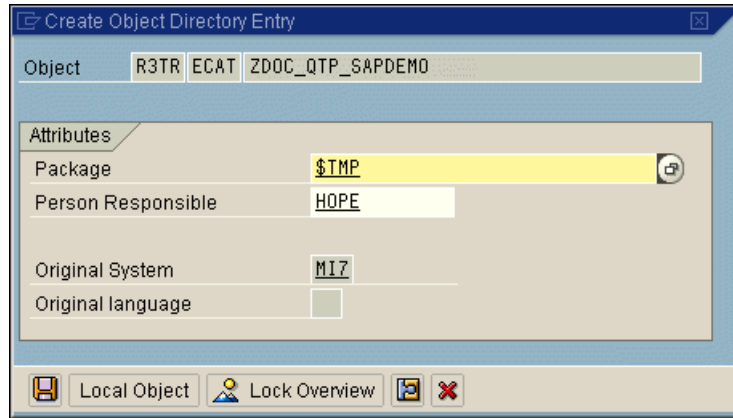 Create Object Directory Entry
Object R3TR ECAT ZDOC_QTP_SAPDEMO
Attributes
Package $TMP
Person Responsible HOPE
Original System MI7
Original language
Local Object Lock Overview